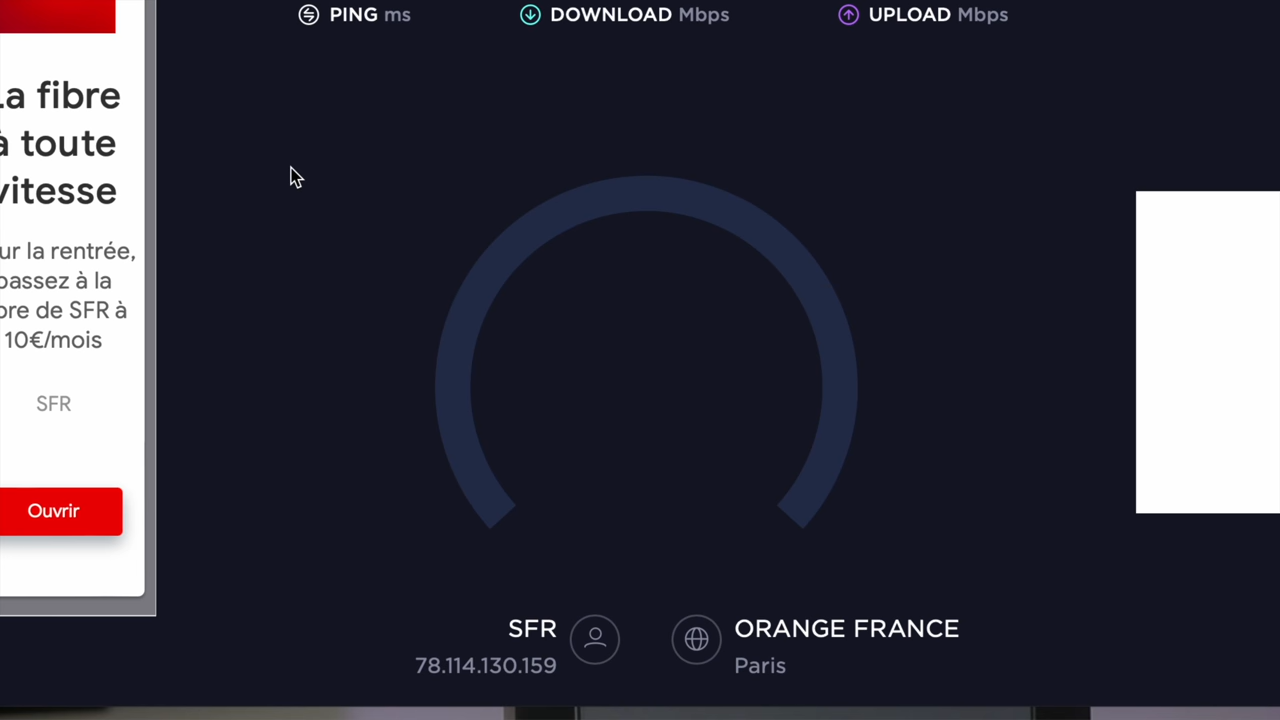 PING ms
DOWNLOAD Mbps
UPLOAD Mbps
la fibre
à toute
vitesse
ur la rentrée,
passez à la
bre de SFR à
10€/mois
SFR
Ouvrir
SFR
78.114.130.159
ORANGE FRANCE
Paris